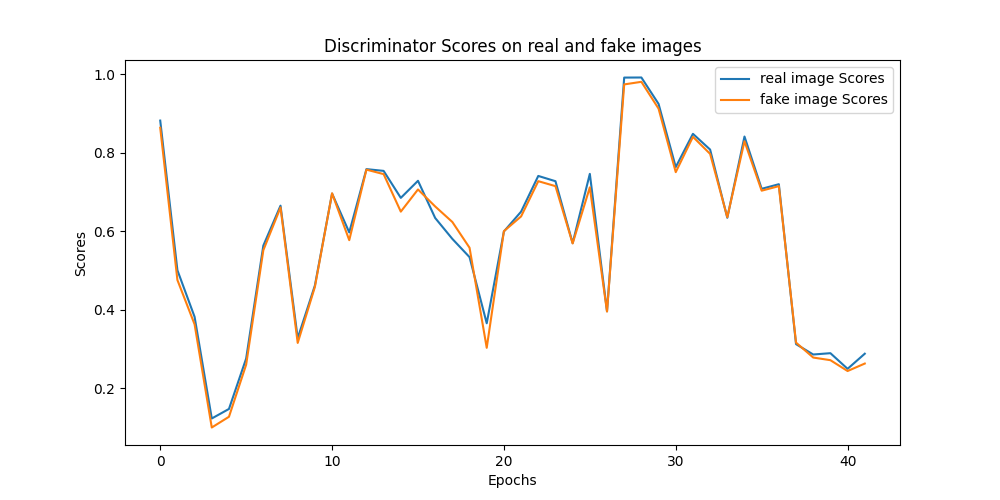 Discriminator Scores on real and fake images
real image Scores
fake image Scores
1.0
0.8
0.6
0.4
0.2
Scores
0 10 20 30 40
Epochs